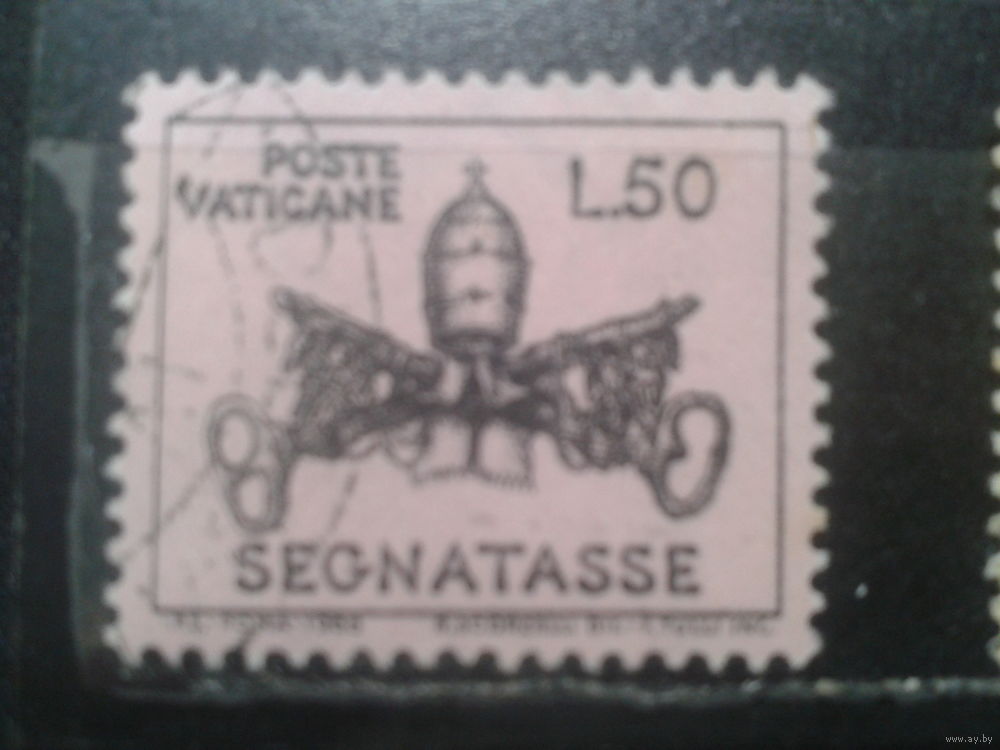 POSTE
VATICANE
L.50
SEGNATASSE
www.ay.by